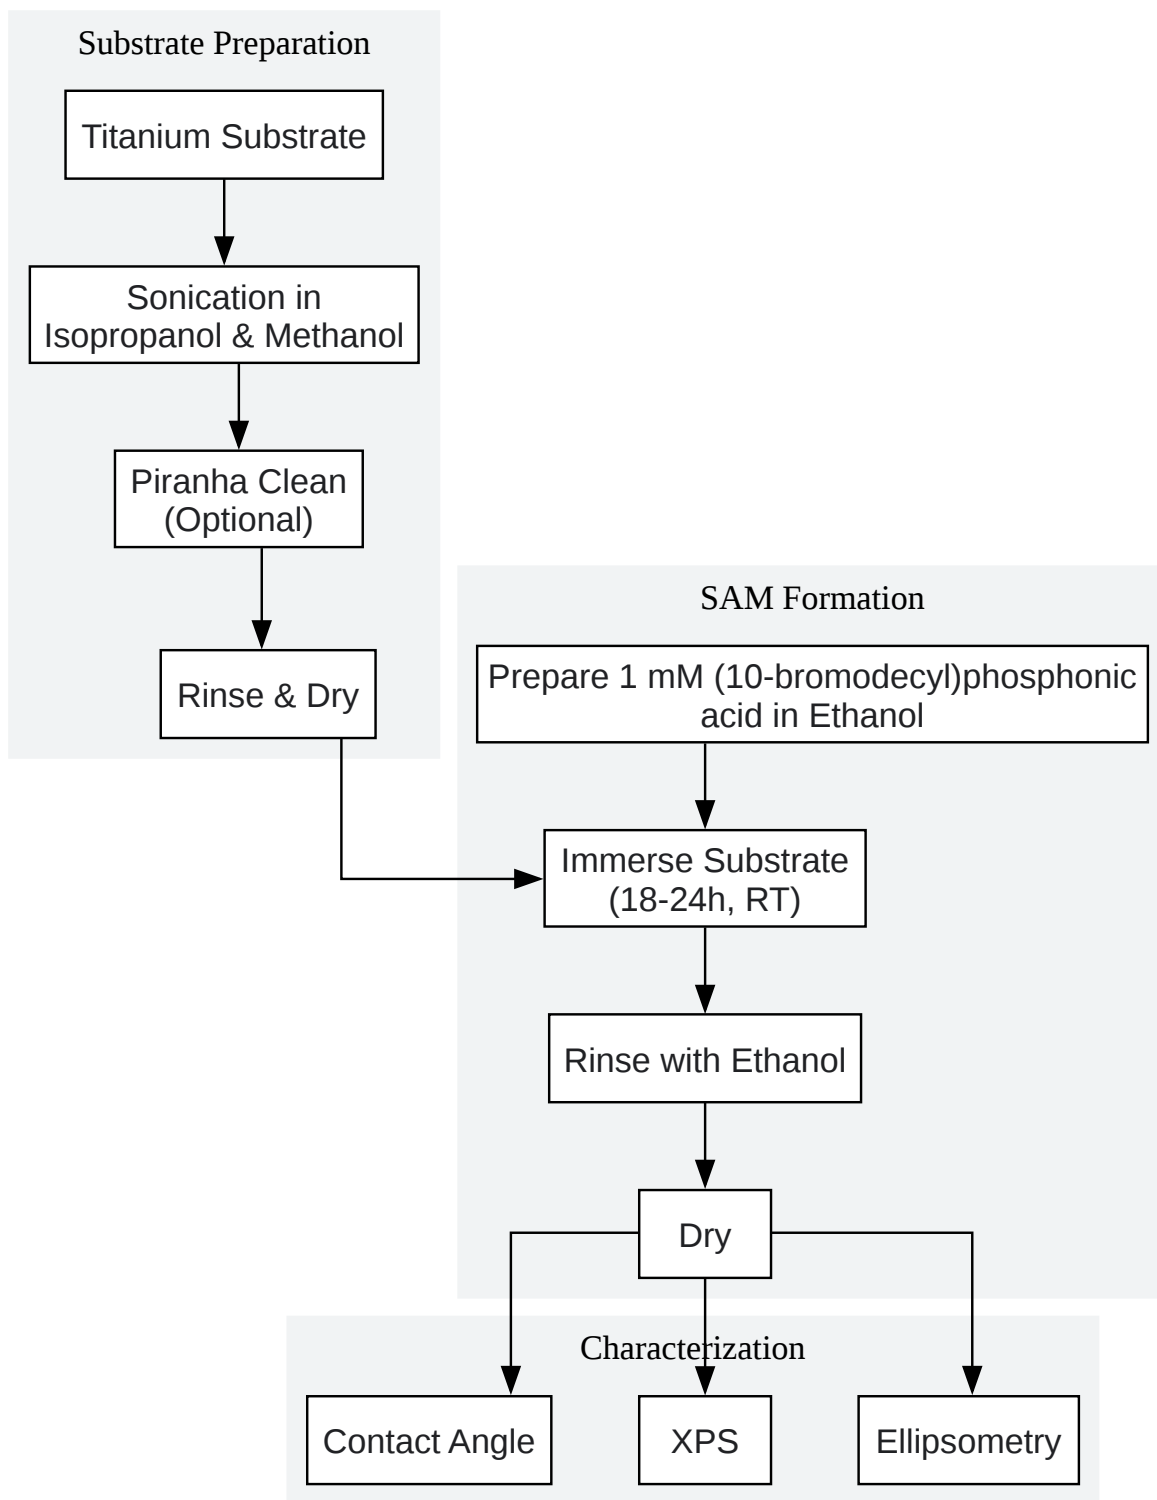 Substrate Preparation
Titanium Substrate
Sonication in
Isopropanol & Methanol
Piranha Clean
(Optional)
Rinse & Dry
SAM Formation
Prepare 1 mM (10-bromodecyl)phosphonic
acid in Ethanol
Immerse Substrate
(18-24h, RT)
Rinse with Ethanol
Dry
Characterization
Contact Angle
XPS
Ellipsometry